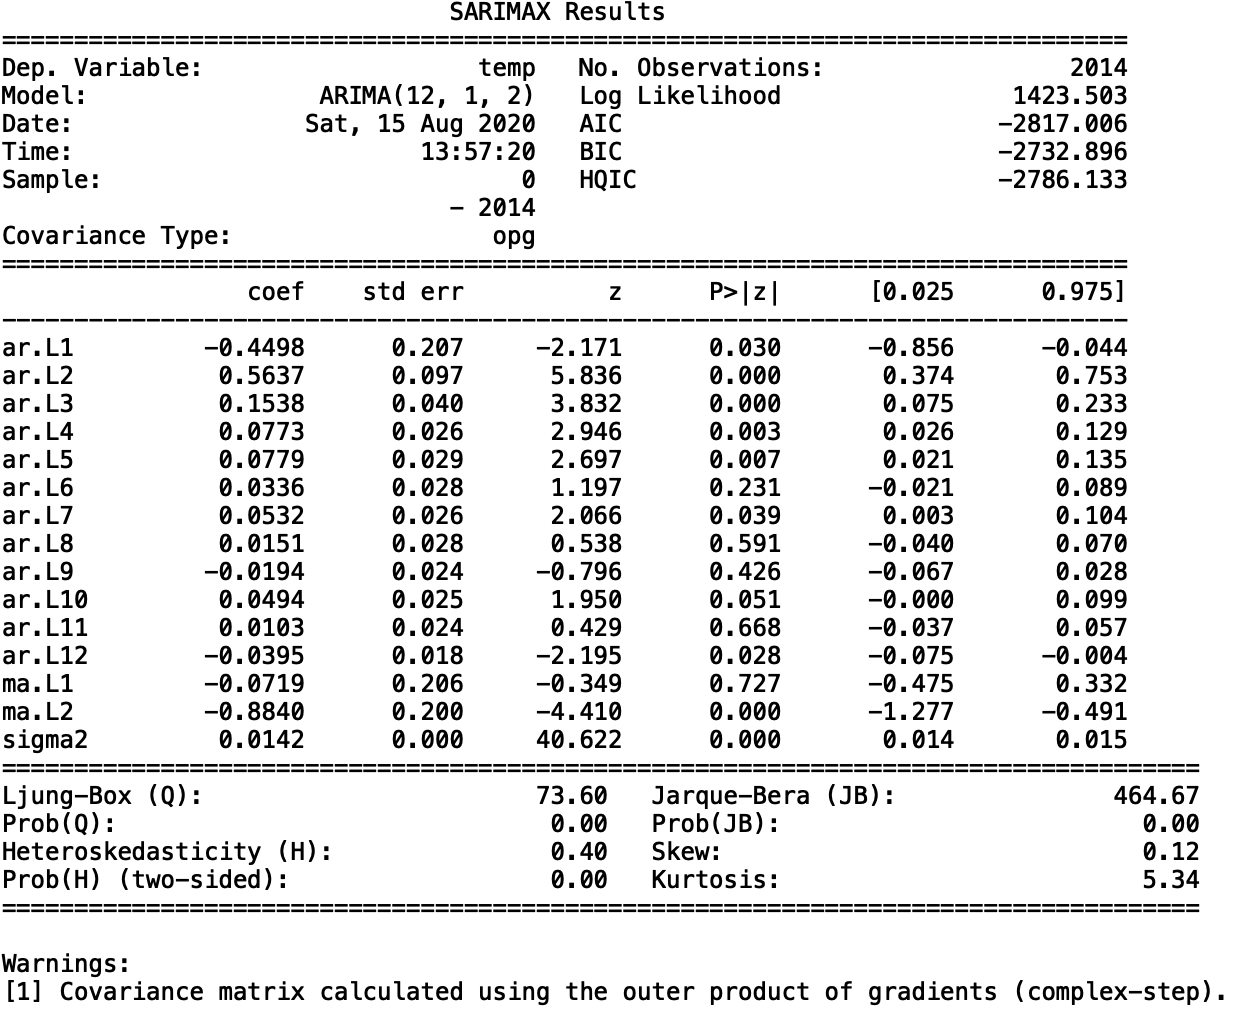 SARIMAX Results
==============================================================================
Dep. Variable:                   temp   No. Observations:                 2014
Model:                ARIMA(12, 1, 2)   Log Likelihood                1423.503
Date:                Sat, 15 Aug 2020   AIC                          -2817.006
Time:                        13:57:20   BIC                          -2732.896
Sample:                             0   HQIC                         -2786.133
                               - 2014
Covariance Type:                  opg
==============================================================================
                 coef    std err          z      P>|z|      [0.025      0.975]
------------------------------------------------------------------------------
ar.L1         -0.4498      0.207     -2.171      0.030      -0.856      -0.044
ar.L2          0.5637      0.097      5.836      0.000       0.374       0.753
ar.L3          0.1538      0.040      3.832      0.000       0.075       0.233
ar.L4          0.0773      0.026      2.946      0.003       0.026       0.129
ar.L5          0.0779      0.029      2.697      0.007       0.021       0.135
ar.L6          0.0336      0.028      1.197      0.231      -0.021       0.089
ar.L7          0.0532      0.026      2.066      0.039       0.003       0.104
ar.L8          0.0151      0.028      0.538      0.591      -0.040       0.070
ar.L9         -0.0194      0.024     -0.796      0.426      -0.067       0.028
ar.L10         0.0494      0.025      1.950      0.051      -0.000       0.099
ar.L11         0.0103      0.024      0.429      0.668      -0.037       0.057
ar.L12        -0.0395      0.018     -2.195      0.028      -0.075      -0.004
ma.L1         -0.0719      0.206     -0.349      0.727      -0.475       0.332
ma.L2         -0.8840      0.200     -4.410      0.000      -1.277      -0.491
sigma2         0.0142      0.000     40.622      0.000       0.014       0.015
===================================================================================
Ljung-Box (Q):                       73.60   Jarque-Bera (JB):               464.67
Prob(Q):                              0.00   Prob(JB):                         0.00
Heteroskedasticity (H):               0.40   Skew:                             0.12
Prob(H) (two-sided):                  0.00   Kurtosis:                         5.34
===================================================================================
Warnings:
[1] Covariance matrix calculated using the outer product of gradients (complex-step).